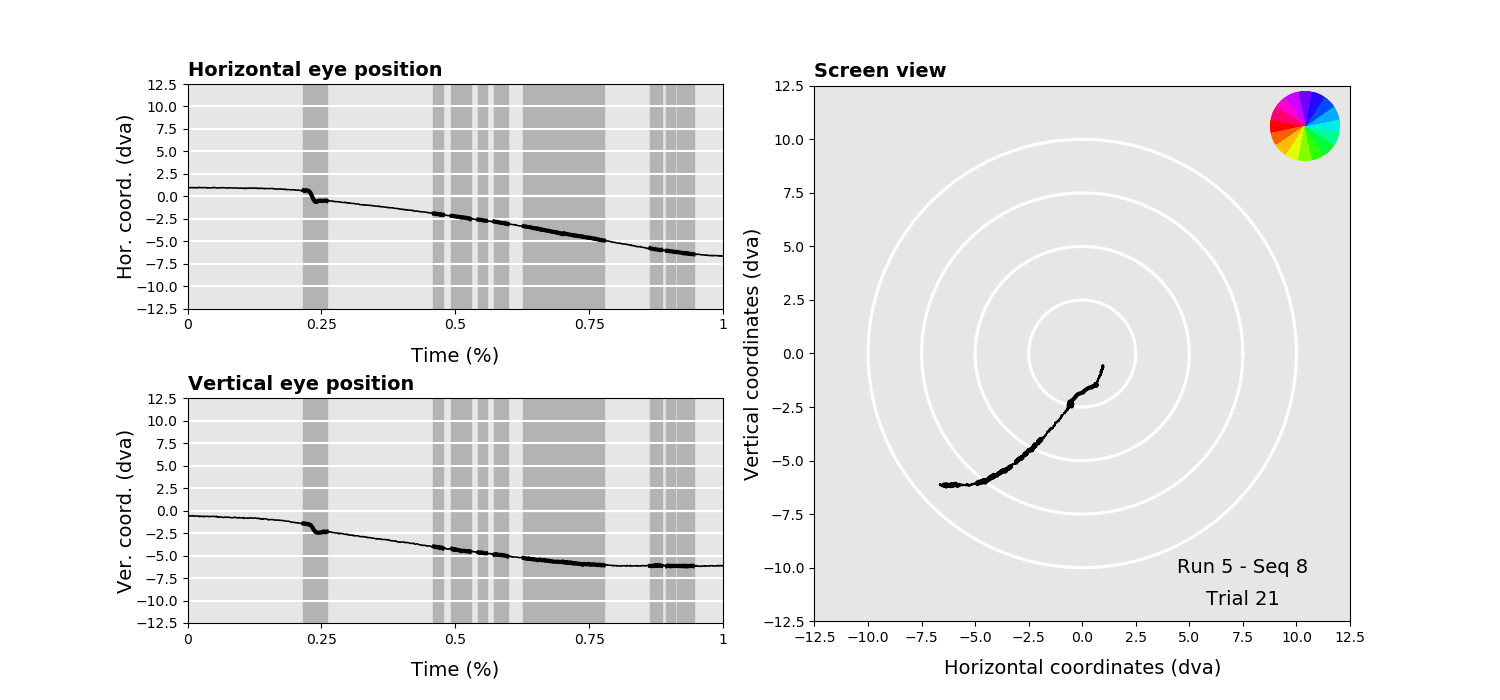 Horizontal eye position
Hor. coord. (dva)
12.5
10.0
7.5
5.0
2.5
0.0
−2.5
−5.0
−7.5
−10.0
−12.5
0 0.25 0.5 0.75 1
Time (%)
Vertical eye position
Ver. coord. (dva)
12.5
10.0
7.5
5.0
2.5
0.0
−2.5
−5.0
−7.5
−10.0
−12.5
0 0.25 0.5 0.75 1
Time (%)
Screen view
Vertical coordinates (dva)
12.5
10.0
7.5
5.0
2.5
0.0
−2.5
−5.0
−7.5
−10.0
−12.5
Run 5 - Seq 8
Trial 21
−12.5 −10.0 −7.5 −5.0 −2.5 0.0 2.5 5.0 7.5 10.0 12.5
Horizontal coordinates (dva)